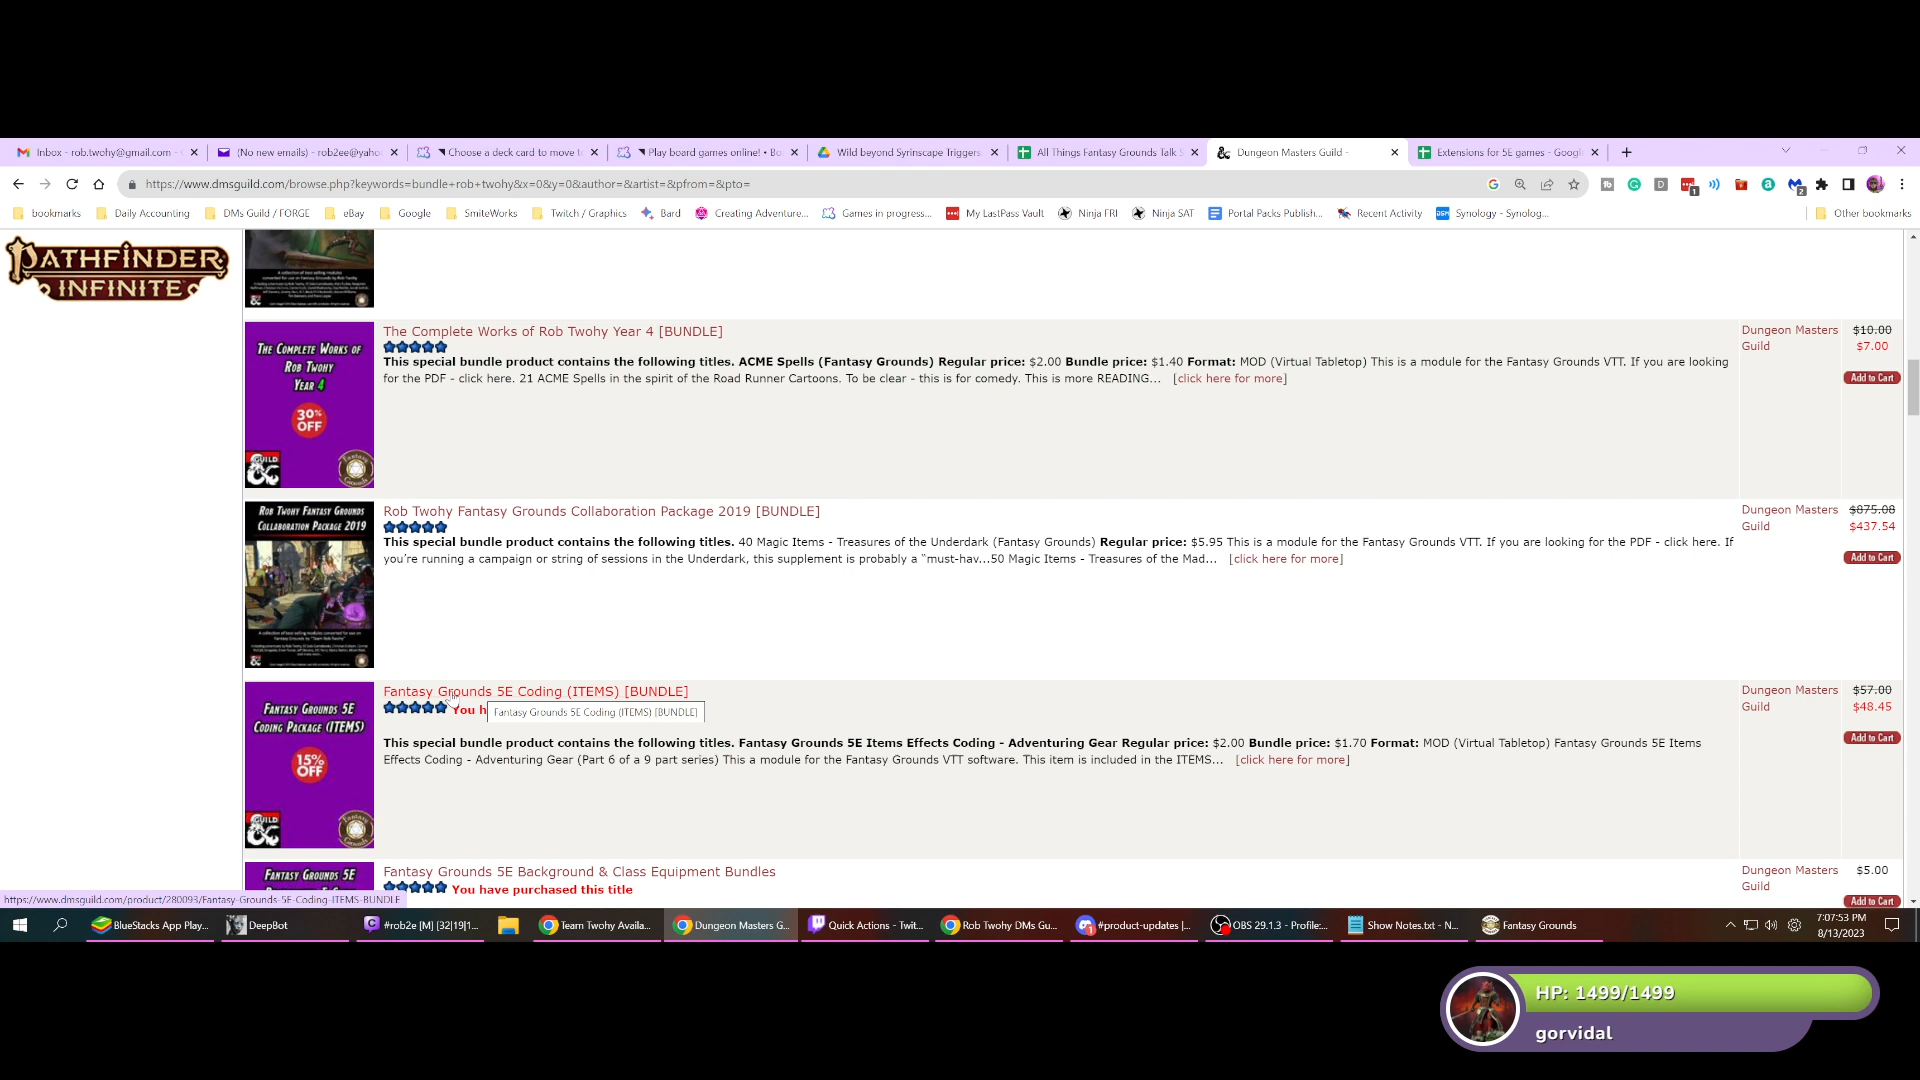 Inbox - rob.twohy@gmail.com -
(No new emails) - rob2ee@yaho
Choose a deck card to move to
Play board games online! • Bo
Wild beyond Syrinscape Triggers
All Things Fantasy Grounds Talk S
Dungeon Masters Guild -
Extensions for 5E games - Googl
https://www.dmsguild.com/browse.php?keywords=bundle+rob+twohy&x=0&y=0&author=&artist=&pfrom=&pto=
bookmarks
Daily Accounting
DMs Guild / FORGE
eBay
Google
SmiteWorks
Twitch / Graphics
Bard
Creating Adventure...
Games in progress...
My LastPass Vault
Ninja FRI
Ninja SAT
Portal Packs Publish...
Recent Activity
Synology - Synolog...
Other bookmarks
PATHFINDER
INFINITE
The Complete Works of Rob Twohy Year 4 [BUNDLE]
This special bundle product contains the following titles. ACME Spells (Fantasy Grounds) Regular price: $2.00 Bundle price: $1.40 Format: MOD (Virtual Tabletop) This is a module for the Fantasy Grounds VTT. If you are looking
for the PDF - click here. 21 ACME Spells in the spirit of the Road Runner Cartoons. To be clear - this is for comedy. This is more READING... [click here for more]
Dungeon Masters
Guild
$10.00
$7.00
Add to Cart
THE COMPLETE WORKS OF
ROB TWOHY
YEAR 4
30%
OFF
GUILD
Rob Twohy Fantasy Grounds Collaboration Package 2019 [BUNDLE]
This special bundle product contains the following titles. 40 Magic Items - Treasures of the Underdark (Fantasy Grounds) Regular price: $5.95 This is a module for the Fantasy Grounds VTT. If you are looking for the PDF - click here. If
you're running a campaign or string of sessions in the Underdark, this supplement is probably a "must-hav...50 Magic Items - Treasures of the Mad... [click here for more]
Dungeon Masters
Guild
$875.08
$437.54
Add to Cart
ROB TWOHY FANTASY GROUNDS
COLLABORATION PACKAGE 2019
Fantasy Grounds 5E Coding (ITEMS) [BUNDLE]
You h
Fantasy Grounds 5E Coding (ITEMS) [BUNDLE]
This special bundle product contains the following titles. Fantasy Grounds 5E Items Effects Coding - Adventuring Gear Regular price: $2.00 Bundle price: $1.70 Format: MOD (Virtual Tabletop) Fantasy Grounds 5E Items
Effects Coding - Adventuring Gear (Part 6 of a 9 part series) This a module for the Fantasy Grounds VTT software. This item is included in the ITEMS... [click here for more]
Dungeon Masters
Guild
$57.00
$48.45
Add to Cart
FANTASY GROUNDS 5E
CODING PACKAGE (ITEMS)
15%
OFF
GUILD
Fantasy Grounds 5E Background & Class Equipment Bundles
You have purchased this title
Dungeon Masters
Guild
$5.00
Add to Cart
FANTASY GROUNDS 5E
https://www.dmsguild.com/product/280093/Fantasy-Grounds-5E-Coding-ITEMS-BUNDLE
BlueStacks App Play...
DeepBot
#rob2e [M] [32|19|1...
Team Twohy Availa...
Dungeon Masters G...
Quick Actions - Twit...
Rob Twohy DMs Gu...
#product-updates |...
OBS 29.1.3 - Profile:...
Show Notes.txt - N...
Fantasy Grounds
7:07:53 PM
8/13/2023
HP: 1499/1499
gorvidal